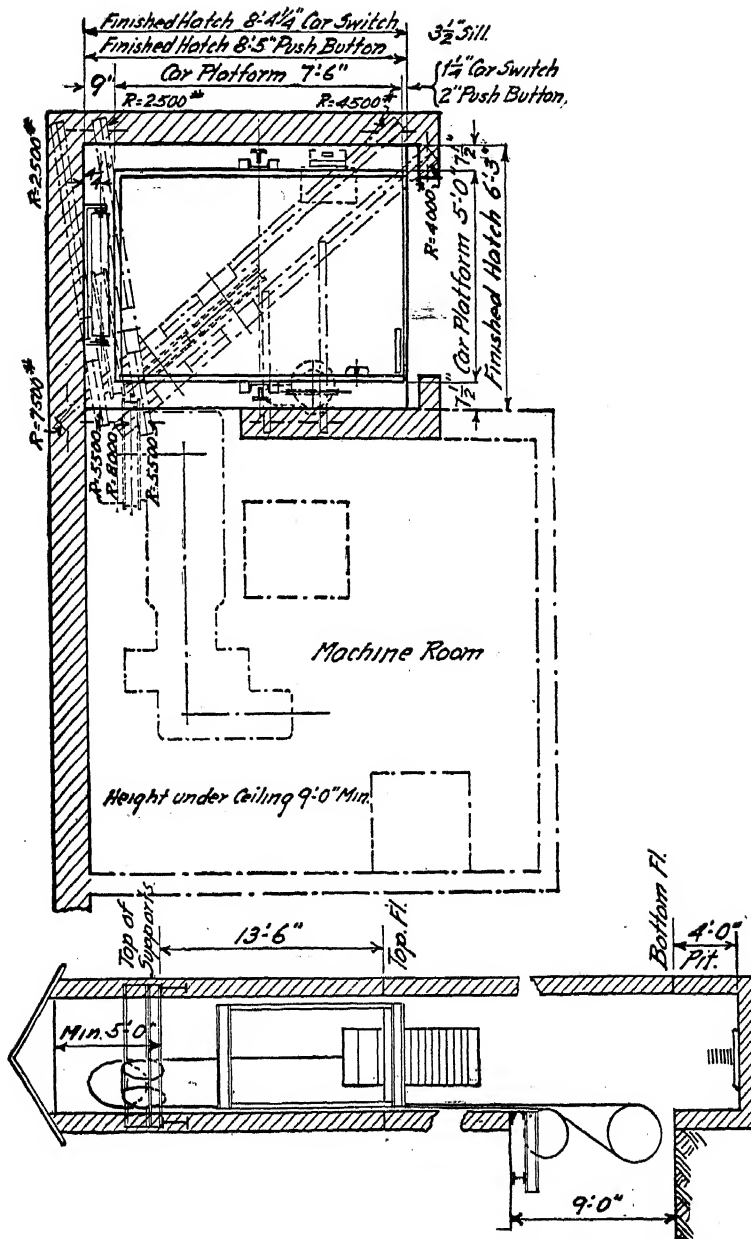 Finished Hatch 8'-4¼" Car Switch
3½" Sill.
Finished Hatch 8'-5" Push Button
9"
Car Platform 7'-6"
1¼" Car Switch
2" Push Button,
R=2500#
R=4500#
R=2500#
R=4000#
7½"
Car Platform 5'-0"
7½"
Finished Hatch 6'-3"
R=7500#
R=5500#
R=8000#
R=5500#
Machine Room
Height under Ceiling 9'-0" Min.
Top of
Supports
13'-6"
Top. Fl.
Bottom Fl.
4'-0"
Pit.
Min. 5'-0"
9'-0"